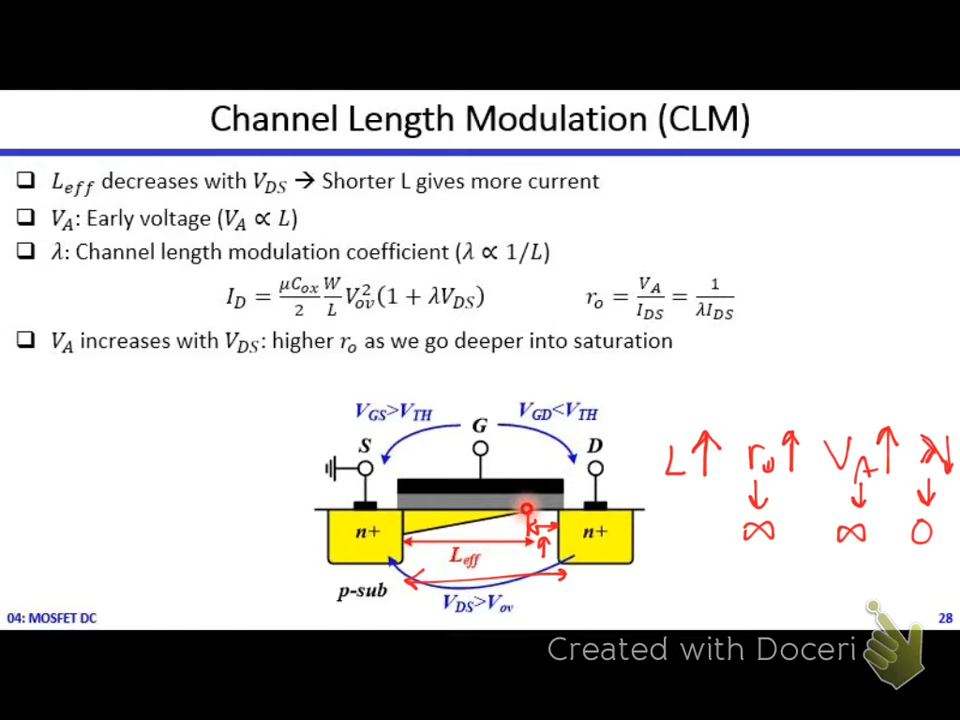 Channel Length Modulation (CLM)
❑ L_eff decreases with V_DS → Shorter L gives more current
❑ V_A: Early voltage (V_A ∝ L)
❑ λ: Channel length modulation coefficient (λ ∝ 1/L)
I_D = μC_ox/2 W/L V_ov^2 (1 + λV_DS) r_o = V_A/I_DS = 1/λI_DS
❑ V_A increases with V_DS: higher r_o as we go deeper into saturation
V_GS>V_TH V_GD<V_TH
G
S D
L↑ r_o↑ V_A↑ λ↓
↓ ↓ ↓
∞ ∞ 0
n+ n+
L_eff
p-sub
V_DS>V_ov
04: MOSFET DC 28
Created with Doceri